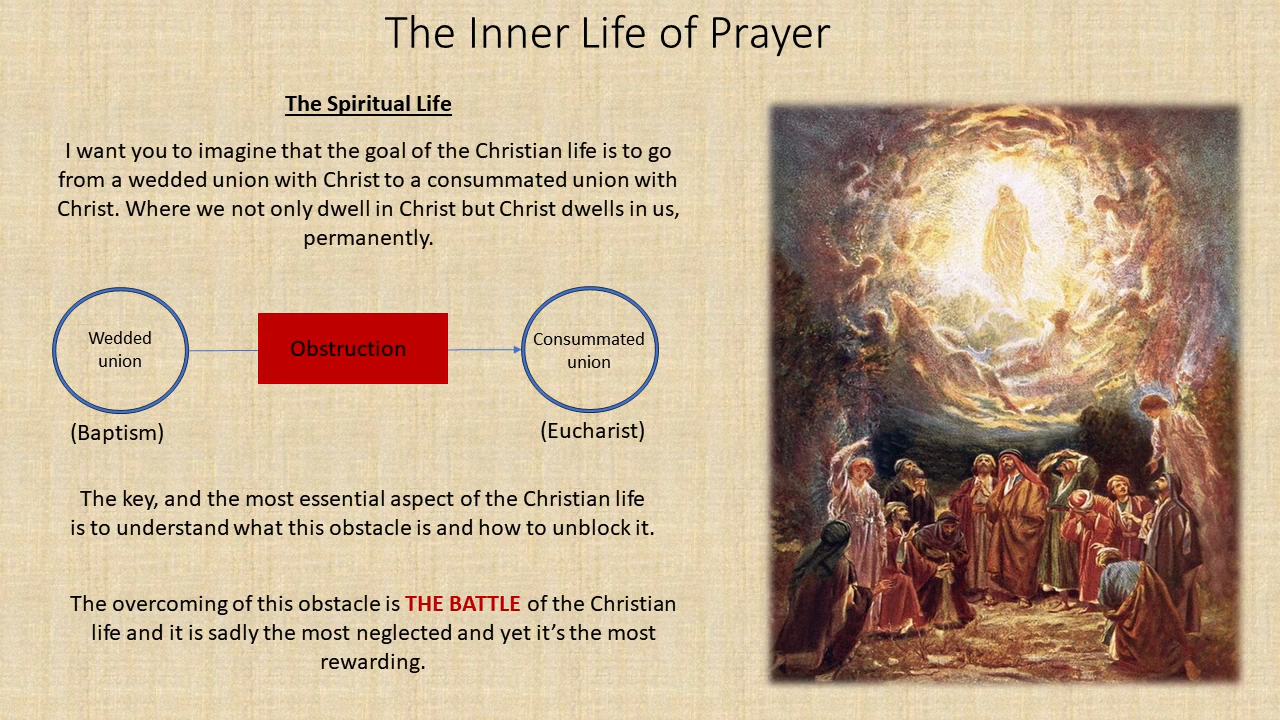 The Inner Life of Prayer
The Spiritual Life
I want you to imagine that the goal of the Christian life is to go
from a wedded union with Christ to a consummated union with
Christ. Where we not only dwell in Christ but Christ dwells in us,
permanently.
Wedded
union
Obstruction
Consummated
union
(Baptism)
(Eucharist)
The key, and the most essential aspect of the Christian life
is to understand what this obstacle is and how to unblock it.
The overcoming of this obstacle is THE BATTLE of the Christian
life and it is sadly the most neglected and yet it’s the most
rewarding.